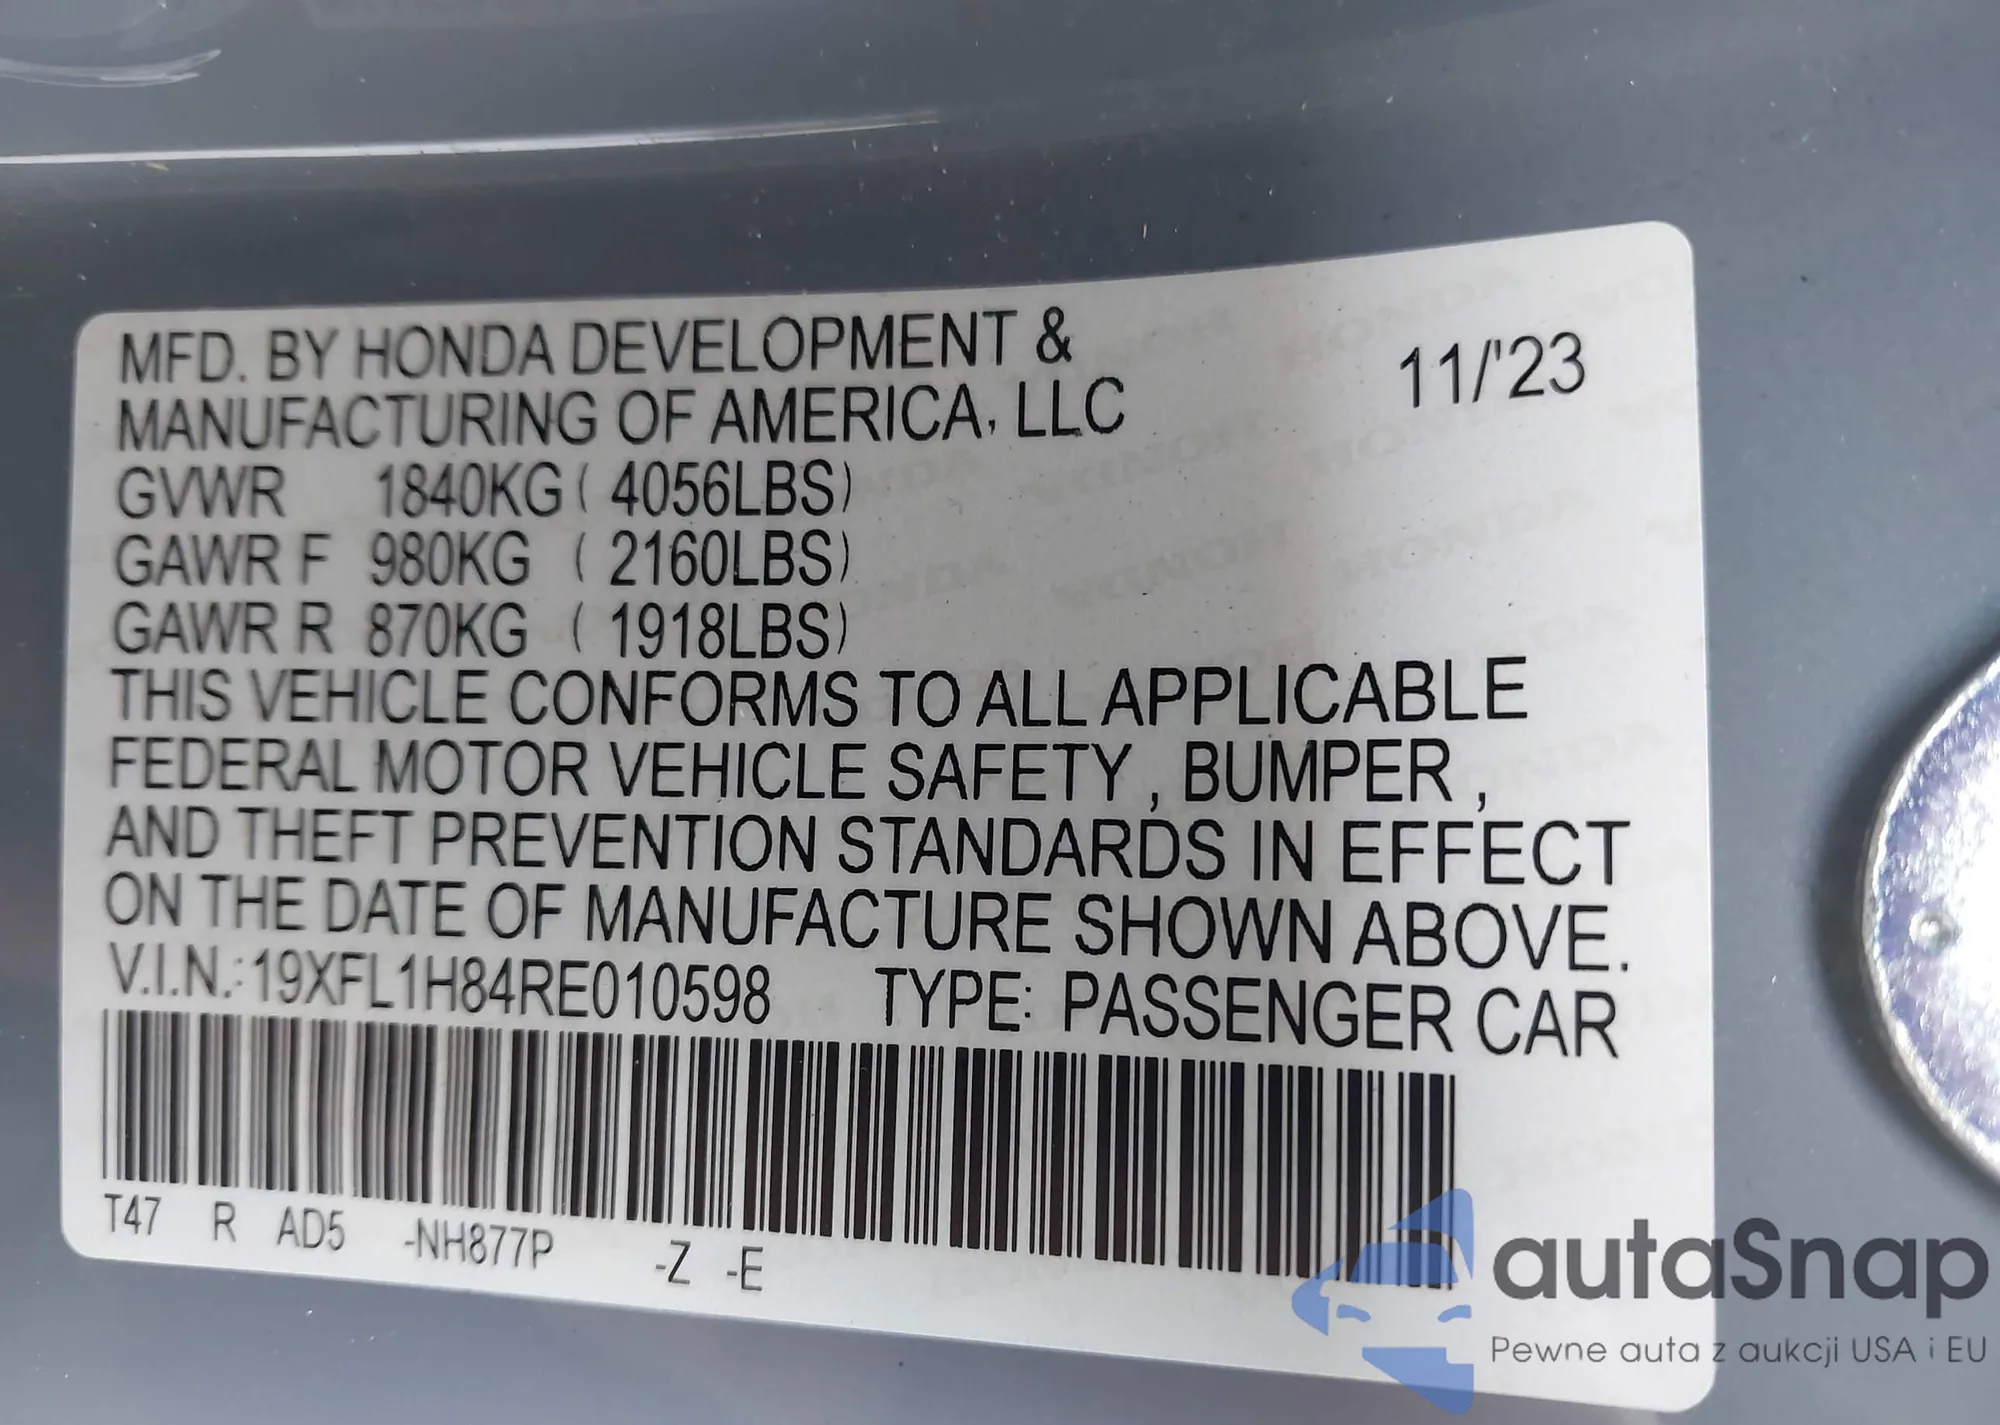 MFD. BY HONDA DEVELOPMENT &
MANUFACTURING OF AMERICA, LLC
11/'23
GVWR 1840KG ( 4056LBS)
GAWR F 980KG ( 2160LBS)
GAWR R 870KG ( 1918LBS)
THIS VEHICLE CONFORMS TO ALL APPLICABLE
FEDERAL MOTOR VEHICLE SAFETY , BUMPER ,
AND THEFT PREVENTION STANDARDS IN EFFECT
ON THE DATE OF MANUFACTURE SHOWN ABOVE.
V.I.N.:19XFL1H84RE010598 TYPE: PASSENGER CAR
T47 R AD5 -NH877P -Z -E
autaSnap
Pewne auta z aukcji USA i EU